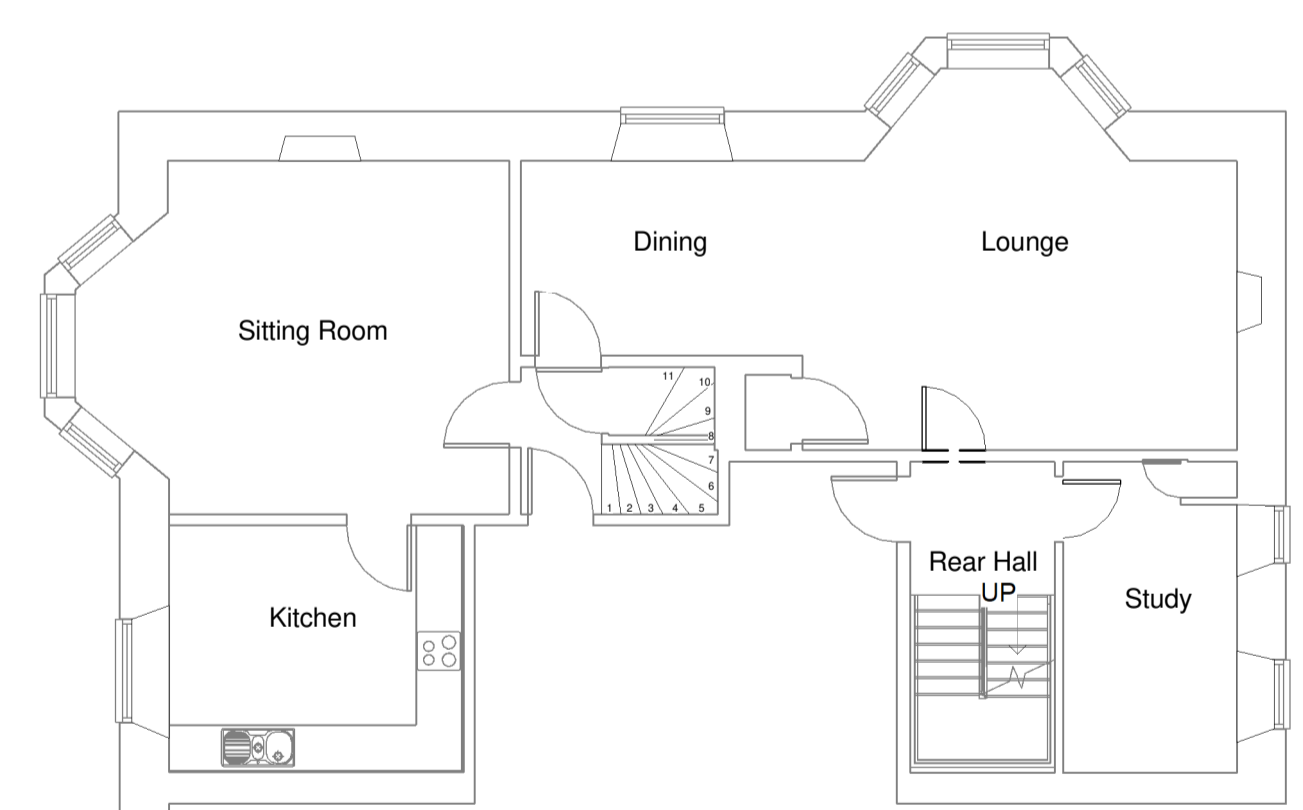 Dining
Lounge
Sitting Room
11
10
9
8
7
6
1 2 3 4 5
Rear Hall
UP
Study
Kitchen